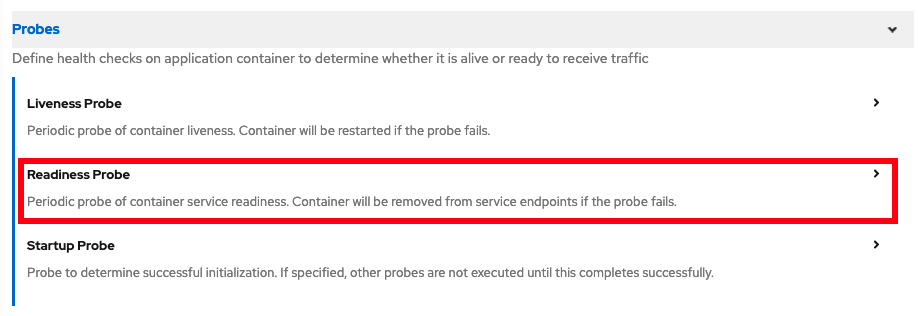 Probes
Define health checks on application container to determine whether it is alive or ready to receive traffic
Liveness Probe
Periodic probe of container liveness. Container will be restarted if the probe fails.
Readiness Probe
Periodic probe of container service readiness. Container will be removed from service endpoints if the probe fails.
Startup Probe
Probe to determine successful initialization. If specified, other probes are not executed until this completes successfully.